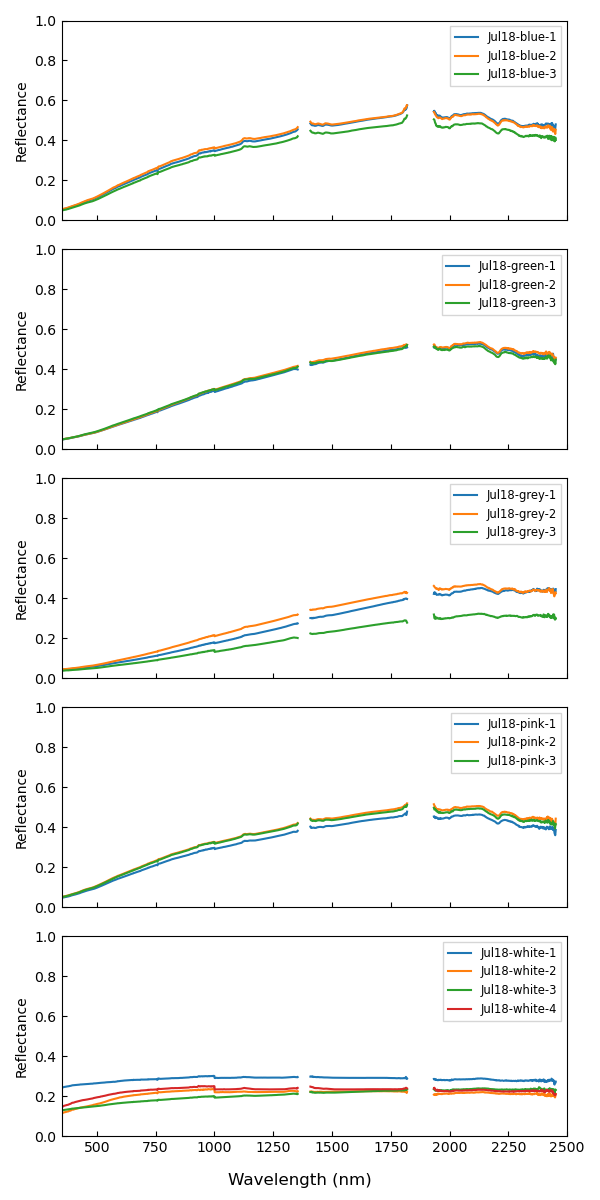 1.0
0.8
0.6
0.4
0.2
0.0
Reflectance
Jul18-blue-1
Jul18-blue-2
Jul18-blue-3
1.0
0.8
0.6
0.4
0.2
0.0
Reflectance
Jul18-green-1
Jul18-green-2
Jul18-green-3
1.0
0.8
0.6
0.4
0.2
0.0
Reflectance
Jul18-grey-1
Jul18-grey-2
Jul18-grey-3
1.0
0.8
0.6
0.4
0.2
0.0
Reflectance
Jul18-pink-1
Jul18-pink-2
Jul18-pink-3
1.0
0.8
0.6
0.4
0.2
0.0
Reflectance
Jul18-white-1
Jul18-white-2
Jul18-white-3
Jul18-white-4
500 750 1000 1250 1500 1750 2000 2250 2500
Wavelength (nm)